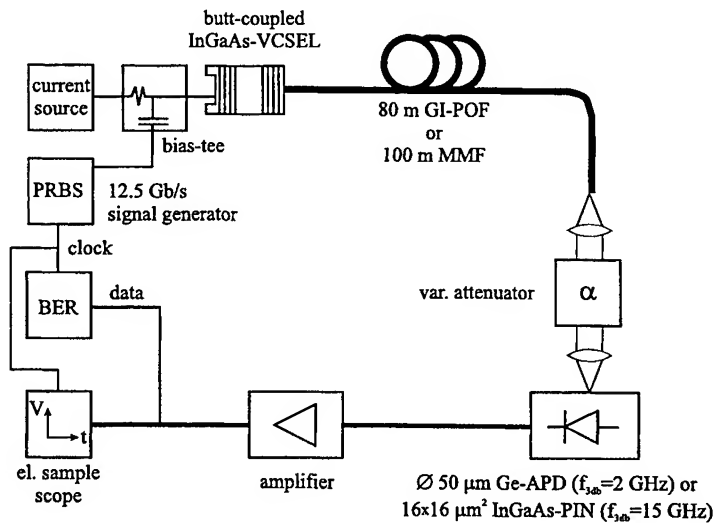 butt-coupled
InGaAs-VCSEL
current
source
80 m GI-POF
or
100 m MMF
bias-tee
PRBS
12.5 Gb/s
signal generator
clock
BER
data
var. attenuator
α
V
t
el. sample
scope
amplifier
Ø 50 μm Ge-APD (f3db=2 GHz) or
16x16 μm² InGaAs-PIN (f3db=15 GHz)